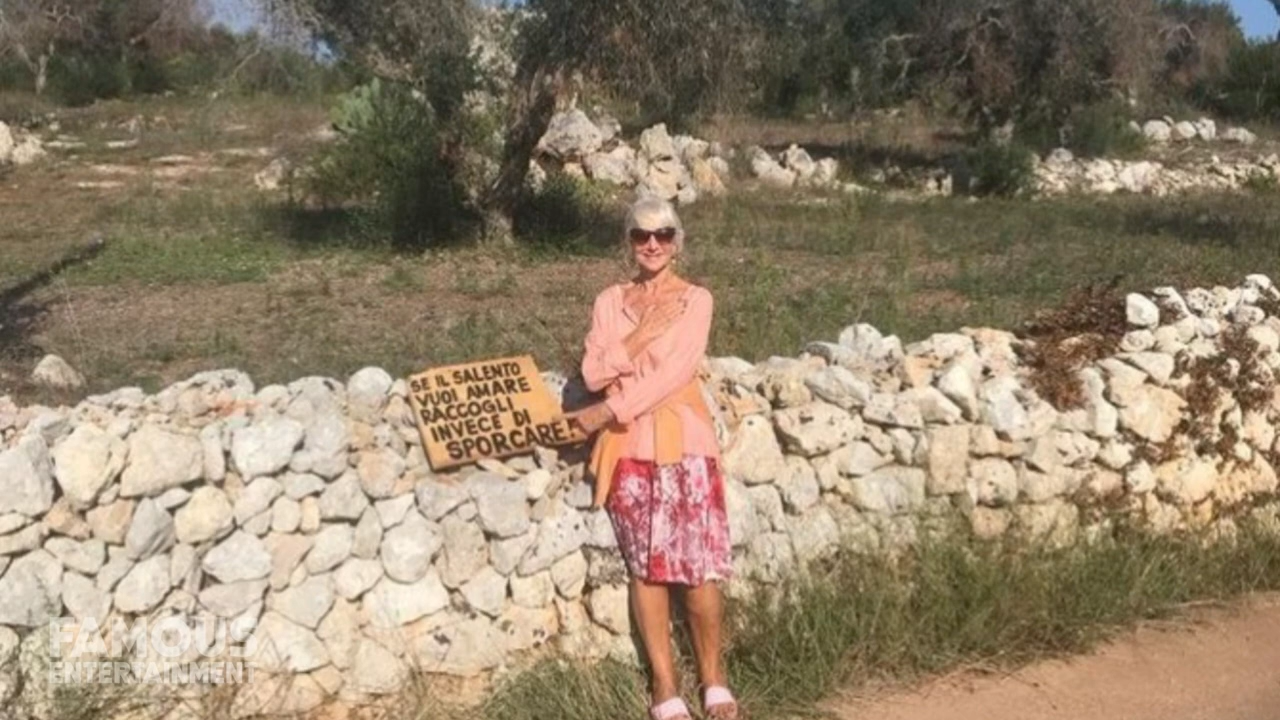 SE IL SALENTO
VUOI AMARE
RACCOGLI
INVECE DI
SPORCARE!
FAMOUS
ENTERTAINMENT